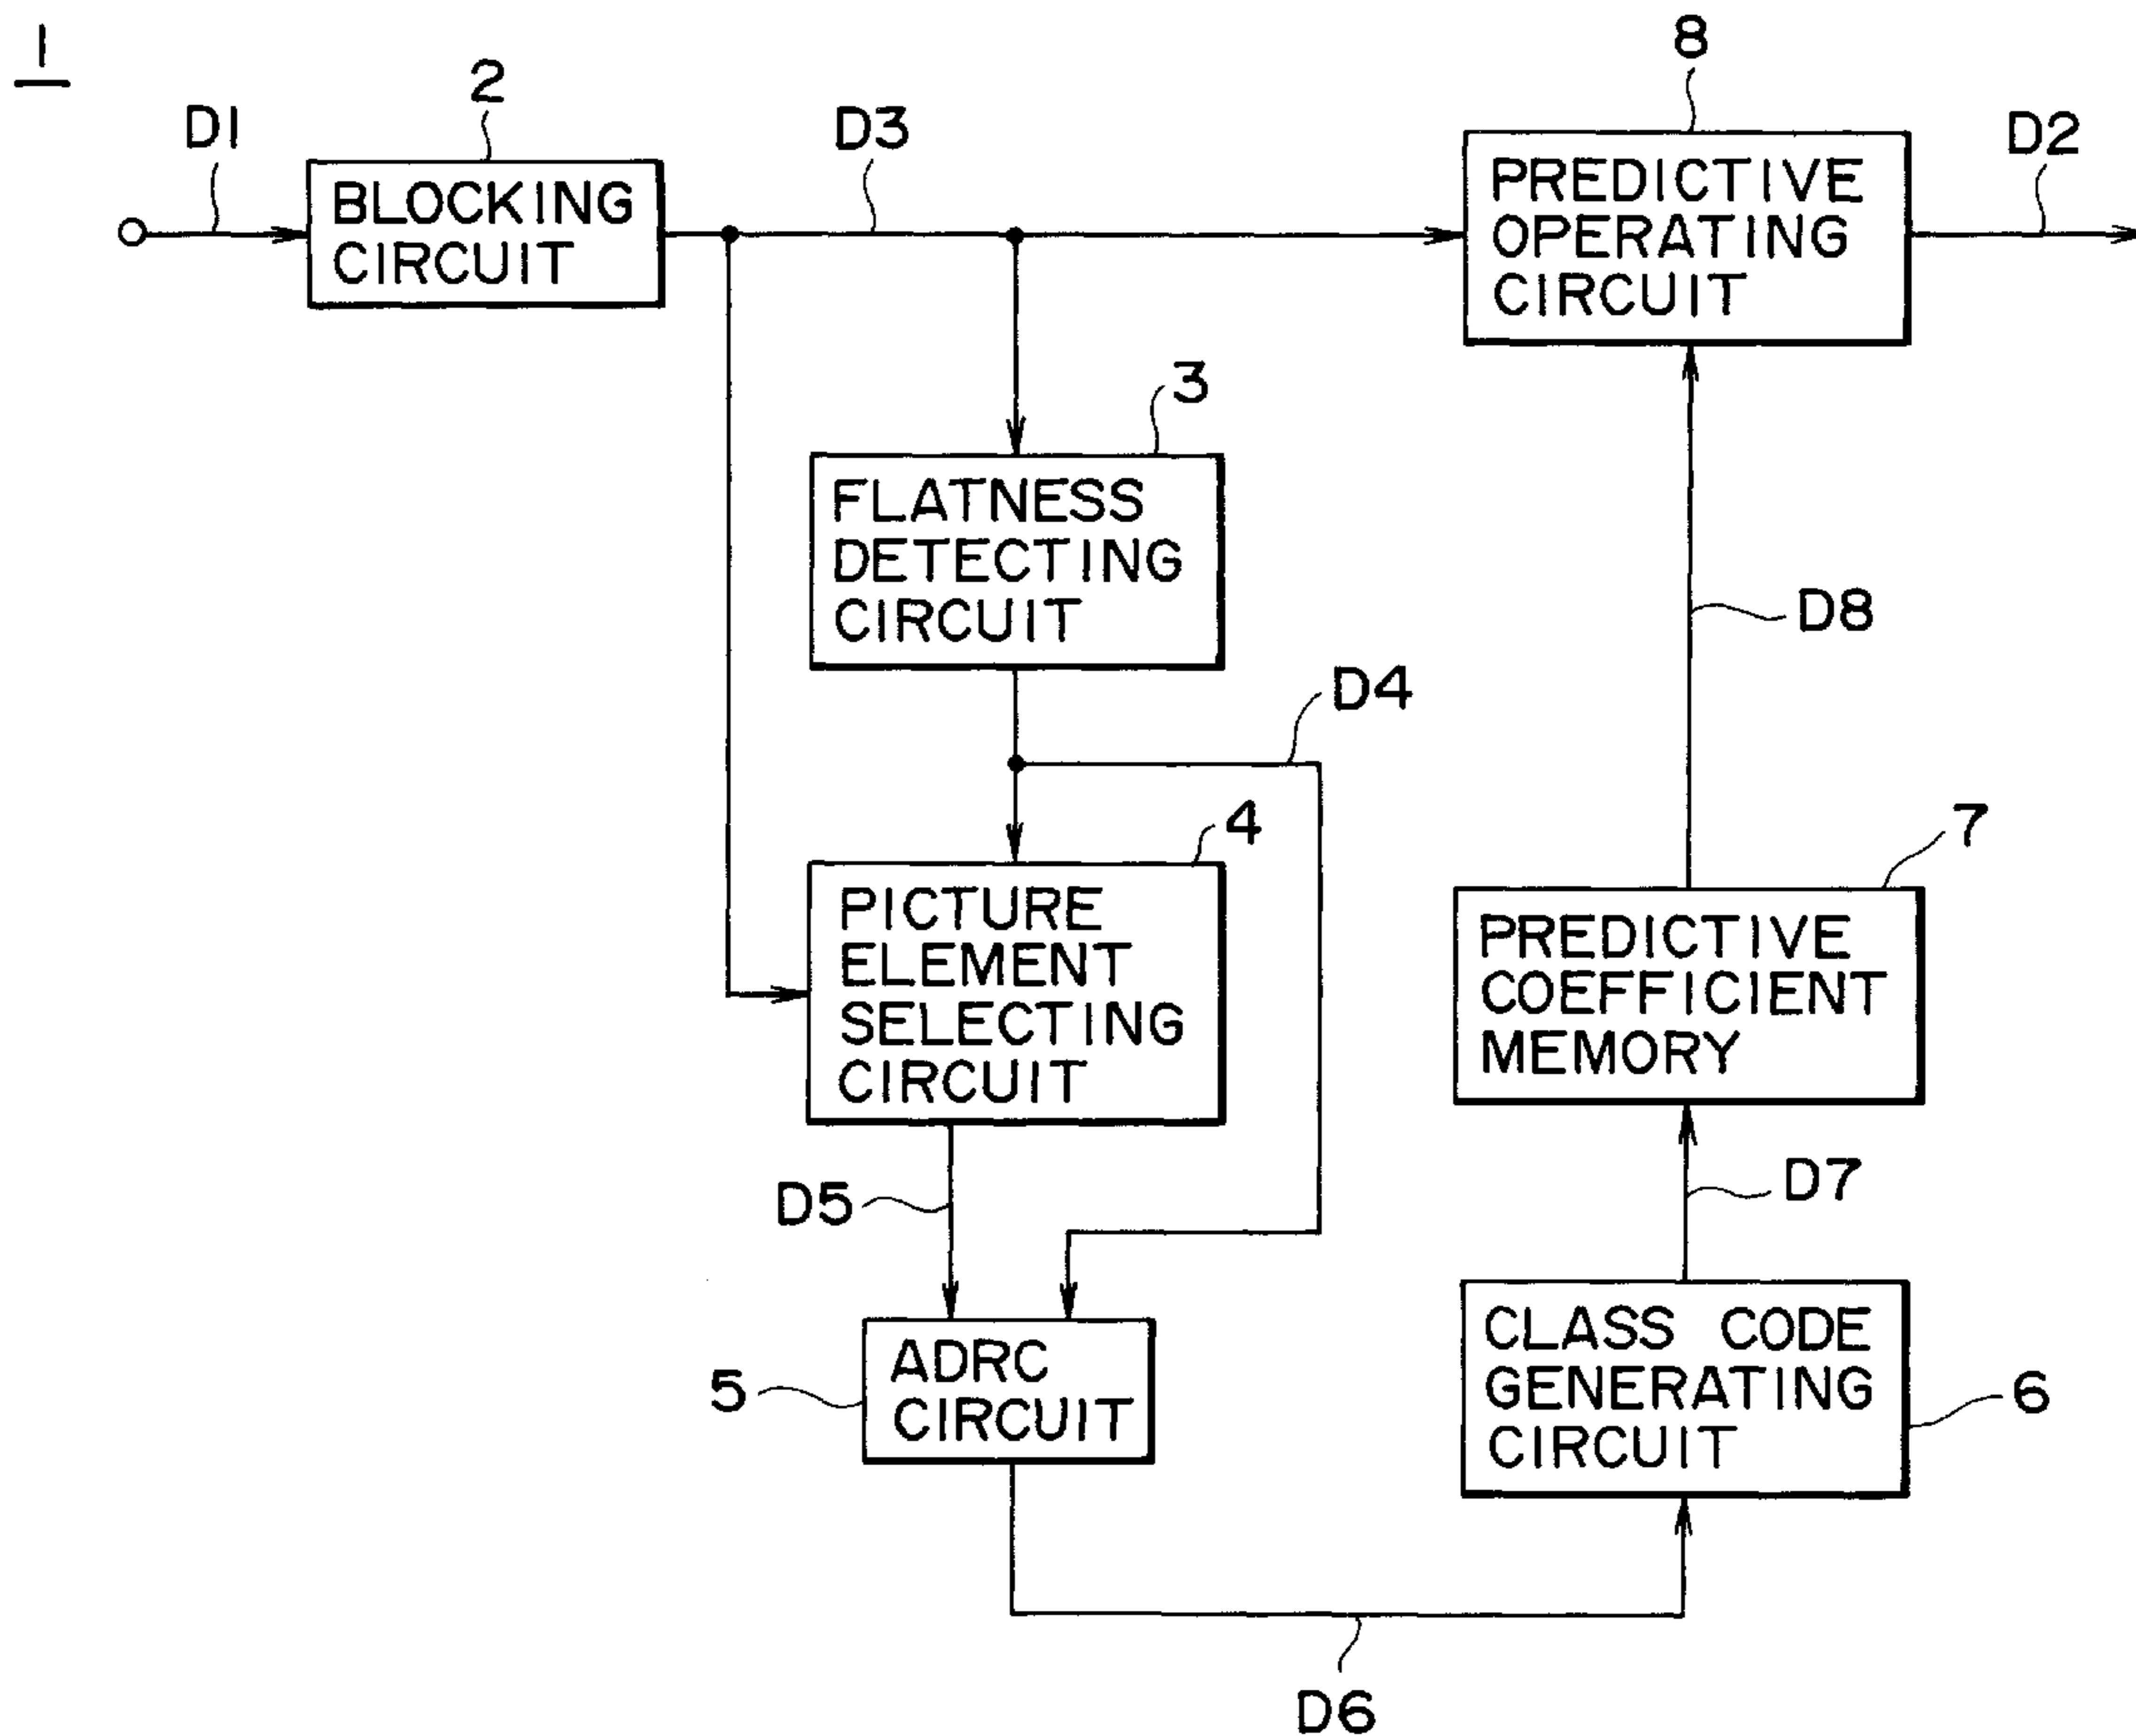 1
D1
2
BLOCKING
CIRCUIT
D3
8
PREDICTIVE
OPERATING
CIRCUIT
D2
3
FLATNESS
DETECTING
CIRCUIT
D4
D8
4
PICTURE
ELEMENT
SELECTING
CIRCUIT
7
PREDICTIVE
COEFFICIENT
MEMORY
D5
D7
5
ADRC
CIRCUIT
CLASS CODE
GENERATING
CIRCUIT
6
D6